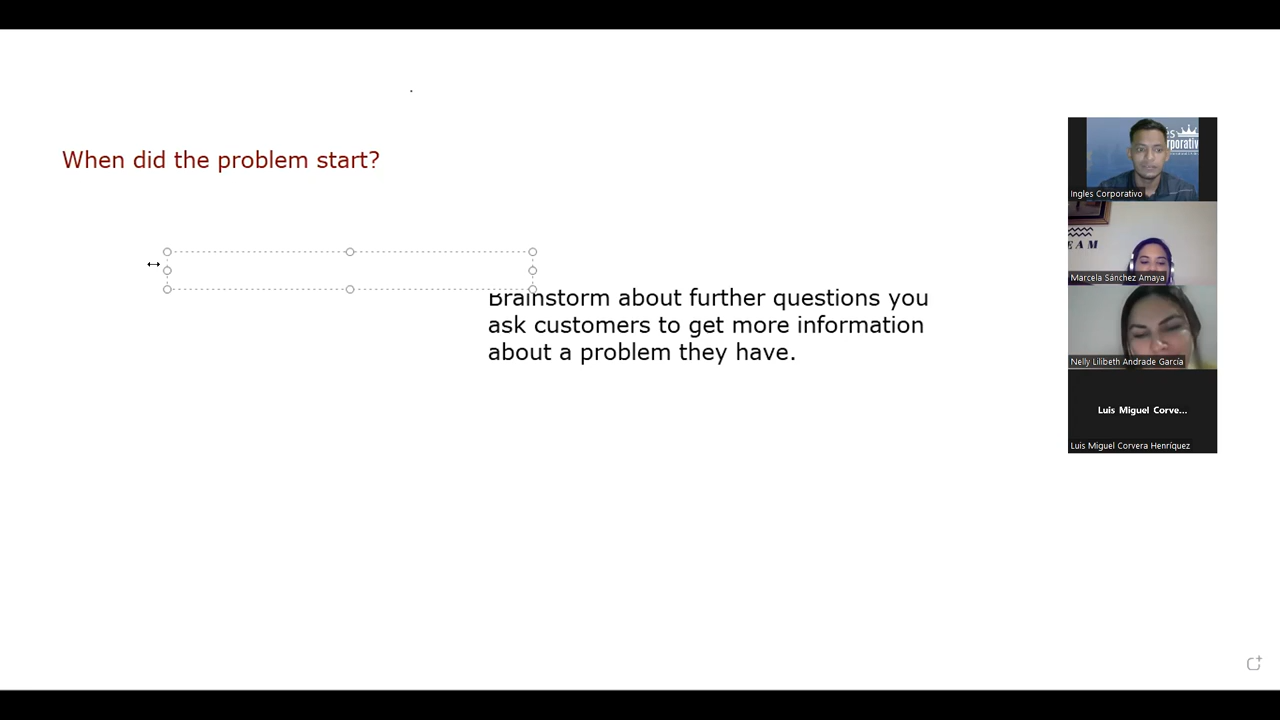 When did the problem start?
Brainstorm about further questions you
ask customers to get more information
about a problem they have.
Ingles Corporativo
EAM
Marcela Sánchez Amaya
Nelly Lilibeth Andrade García
Luis Miguel Corve...
Luis Miguel Corvera Henríquez